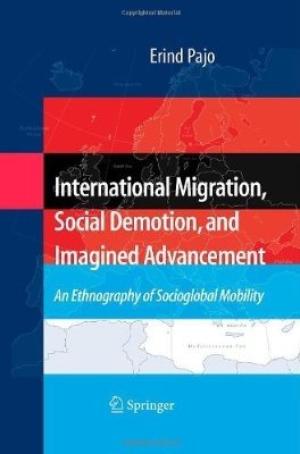 Erind Pajo
International Migration,
Social Demotion, and
Imagined Advancement
An Ethnography of Socioglobal Mobility
Springer